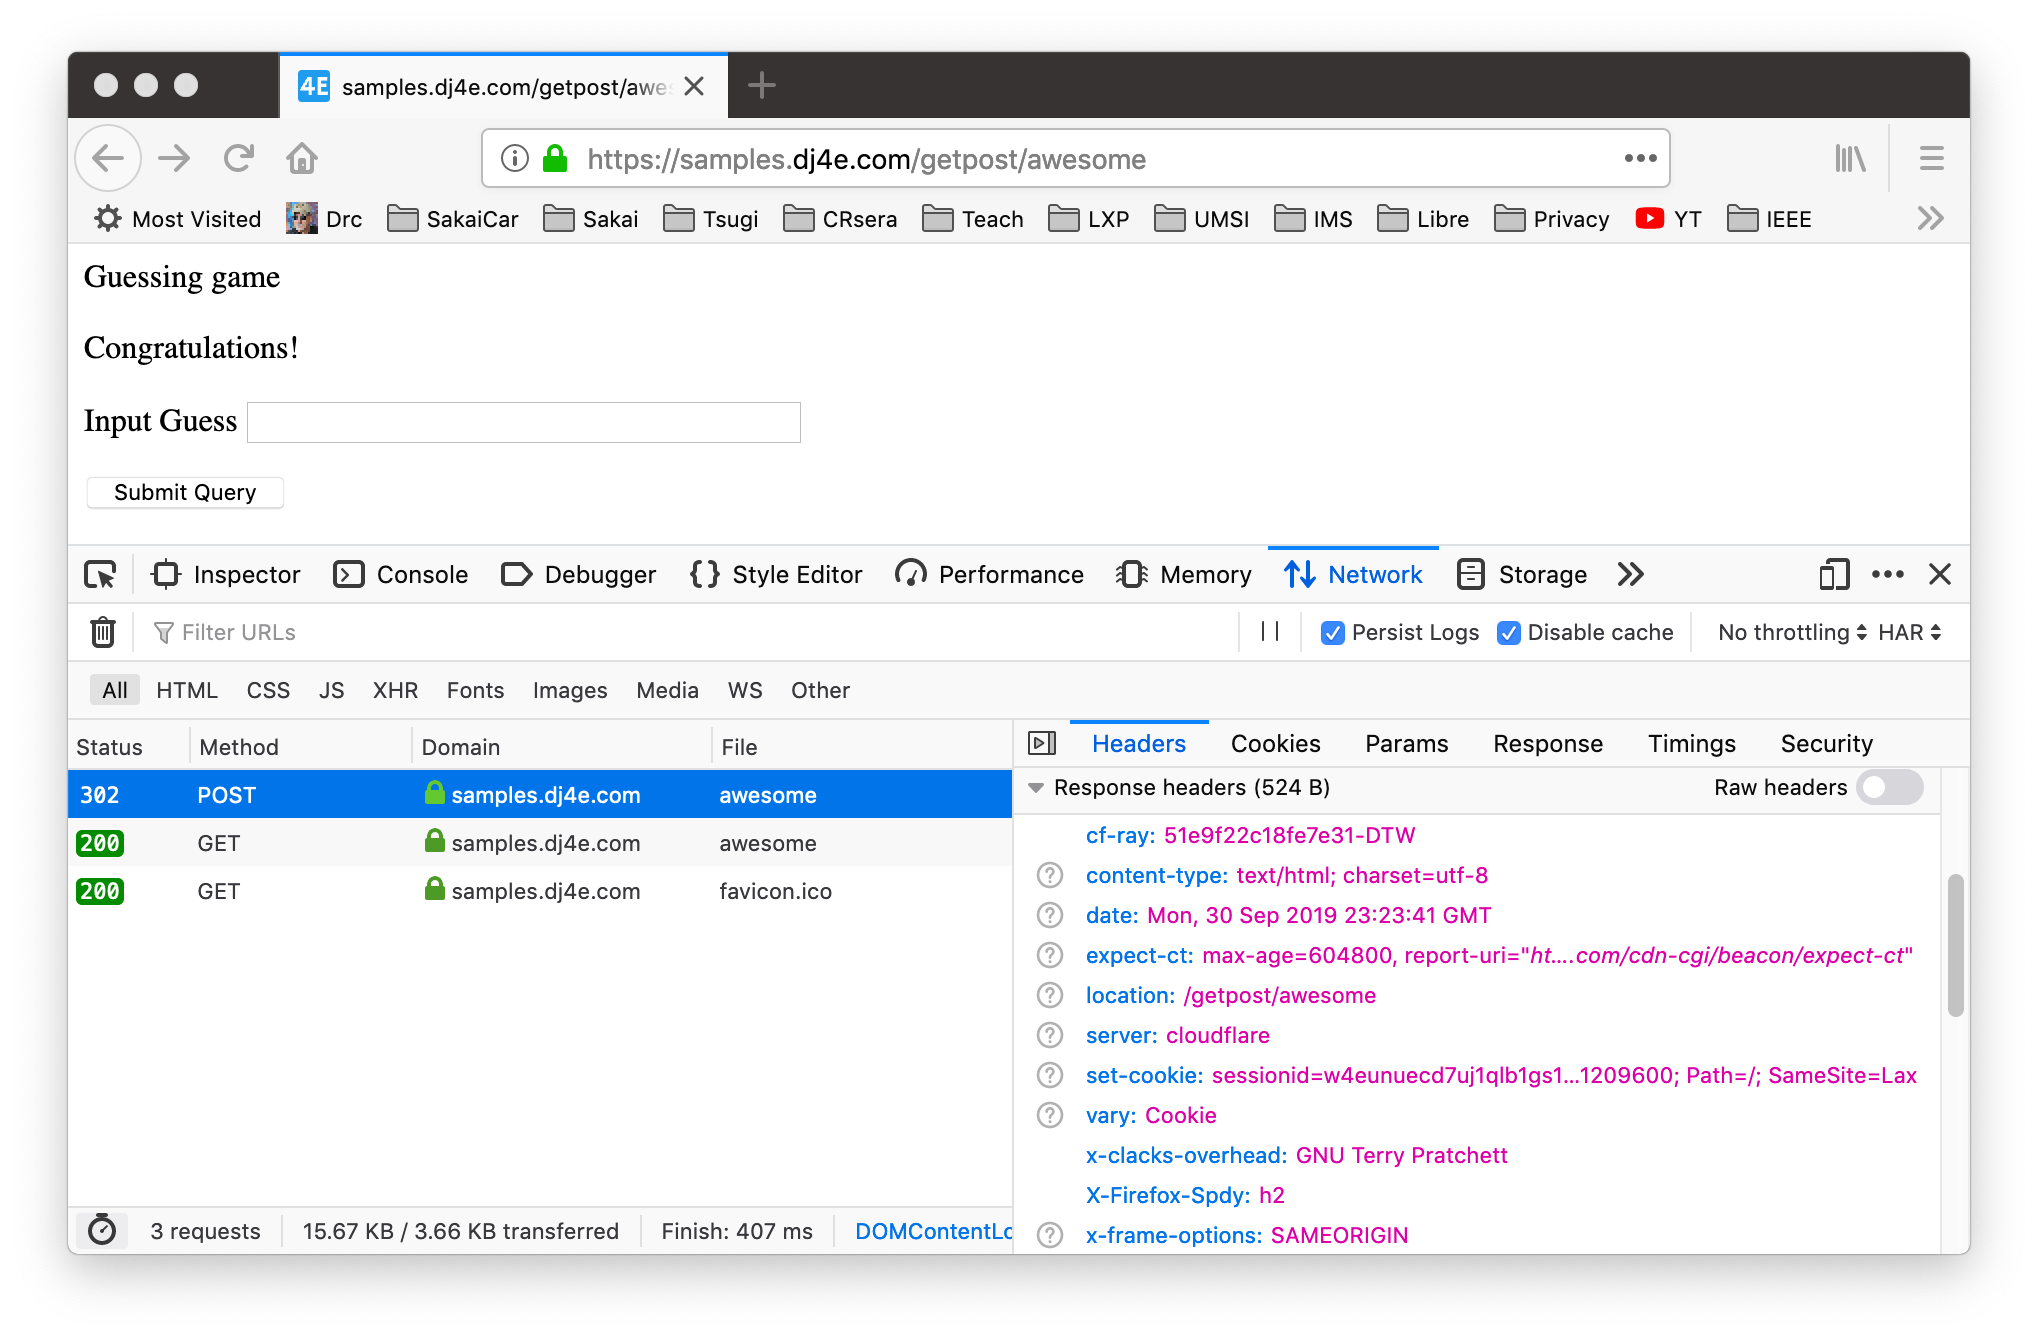 4E samples.dj4e.com/getpost/awe
https://samples.dj4e.com/getpost/awesome
Most Visited Drc SakaiCar Sakai Tsugi CRsera Teach LXP UMSI IMS Libre Privacy YT IEEE
Guessing game
Congratulations!
Input Guess
Submit Query
Inspector Console Debugger Style Editor Performance Memory Network Storage
Filter URLs Persist Logs Disable cache No throttling HAR
All HTML CSS JS XHR Fonts Images Media WS Other
Status Method Domain File
302 POST samples.dj4e.com awesome
200 GET samples.dj4e.com awesome
200 GET samples.dj4e.com favicon.ico
3 requests 15.67 KB / 3.66 KB transferred Finish: 407 ms DOMContentLo
Headers Cookies Params Response Timings Security
Response headers (524 B) Raw headers
cf-ray: 51e9f22c18fe7e31-DTW
content-type: text/html; charset=utf-8
date: Mon, 30 Sep 2019 23:23:41 GMT
expect-ct: max-age=604800, report-uri="ht….com/cdn-cgi/beacon/expect-ct"
location: /getpost/awesome
server: cloudflare
set-cookie: sessionid=w4eunuecd7uj1qlb1gs1…1209600; Path=/; SameSite=Lax
vary: Cookie
x-clacks-overhead: GNU Terry Pratchett
X-Firefox-Spdy: h2
x-frame-options: SAMEORIGIN